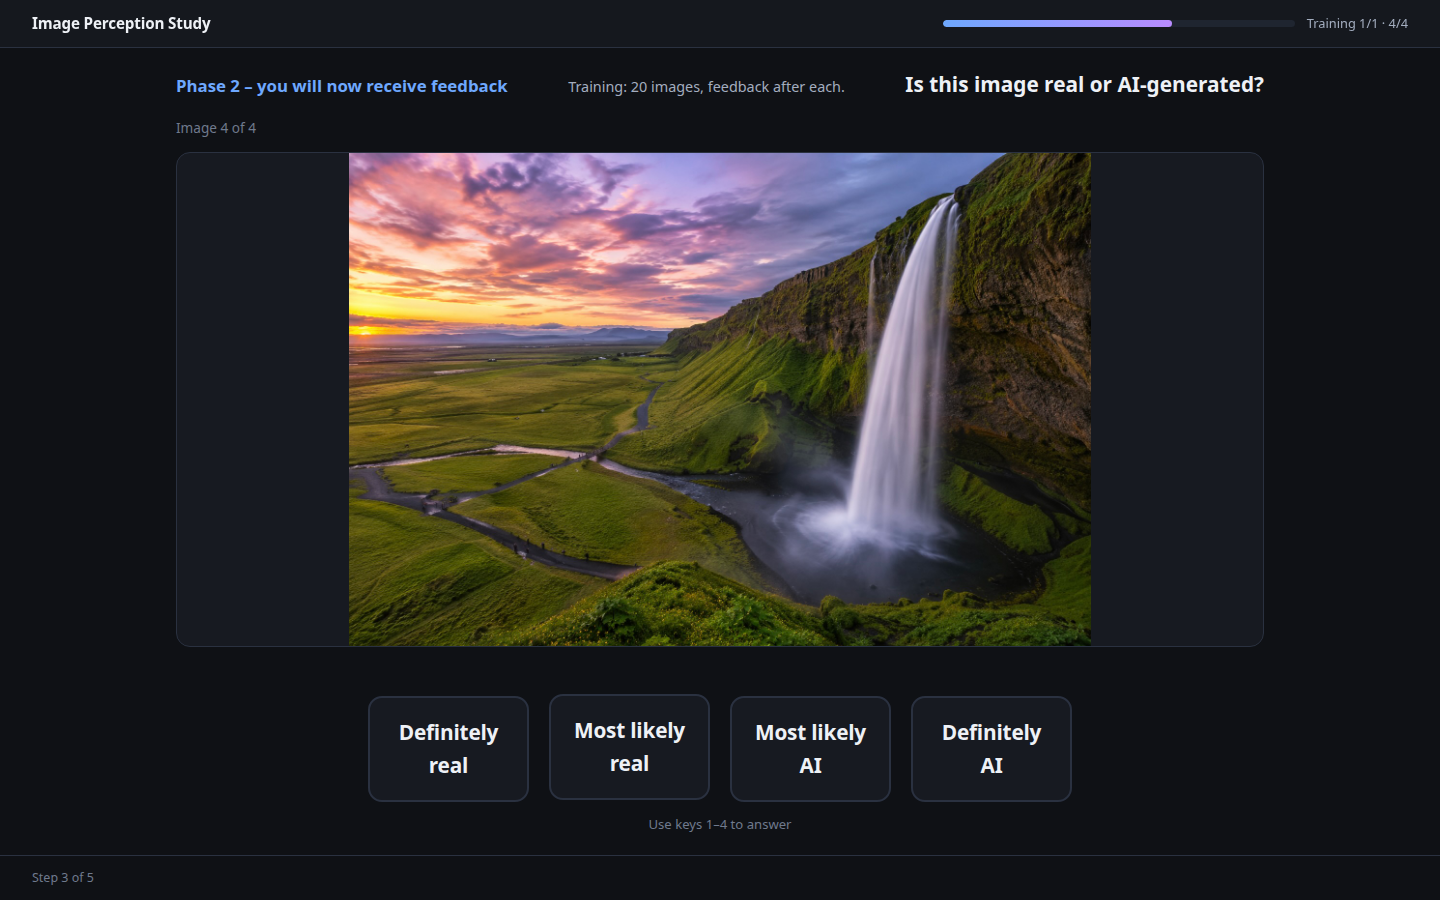 Image Perception Study
Training 1/1 · 4/4
Phase 2 – you will now receive feedback
Training: 20 images, feedback after each.
Is this image real or AI-generated?
Image 4 of 4
Definitely
real
Most likely
real
Most likely
AI
Definitely
AI
Use keys 1–4 to answer
Step 3 of 5